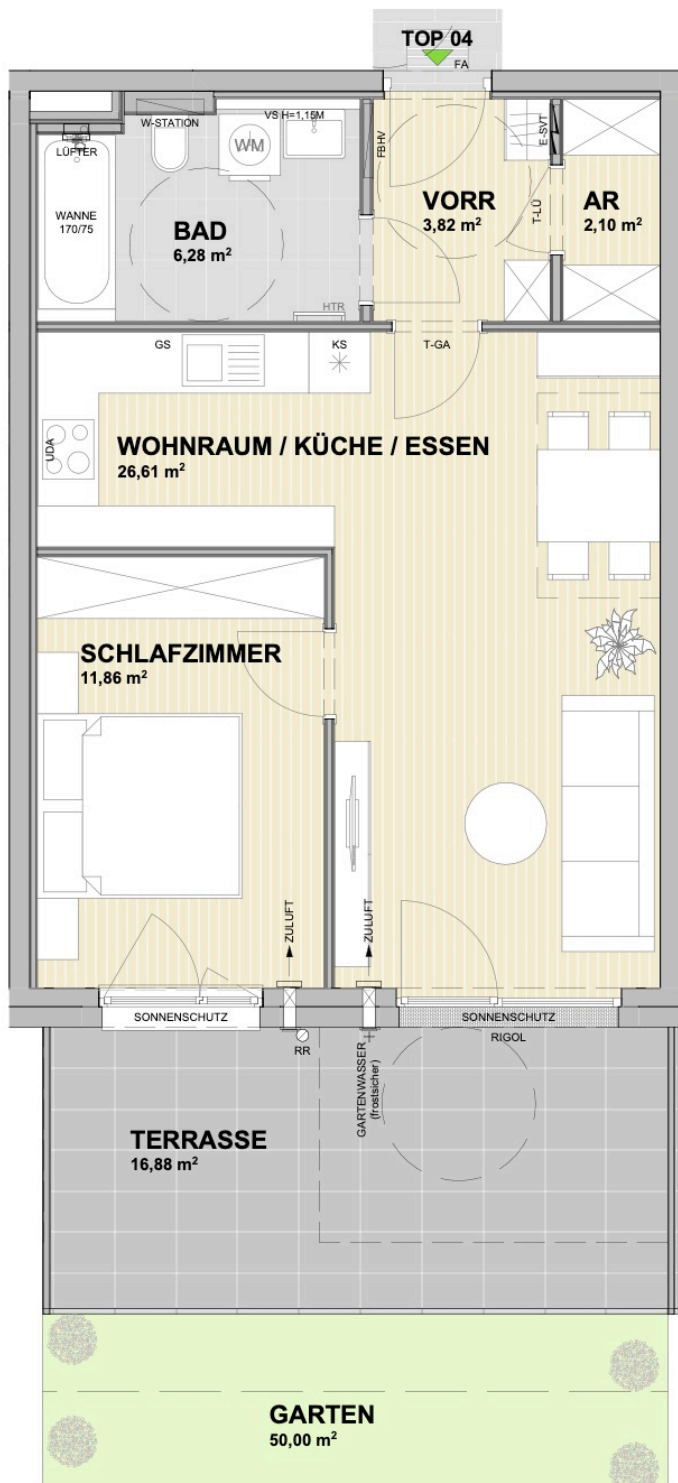 TOP 04
FA
W-STATION
VS H=1,15M
LÜFTER
WM
FBHV
E-SVT
WANNE
170/75
BAD
6,28 m²
VORR
3,82 m²
T-LÜ
AR
2,10 m²
HTR
GS
KS
T-GA
UDA
WOHNRAUM / KÜCHE / ESSEN
26,61 m²
SCHLAFZIMMER
11,86 m²
ZULUFT
ZULUFT
SONNENSCHUTZ
SONNENSCHUTZ
RR
RIGOL
GARTENWASSER
(frostsicher)
TERRASSE
16,88 m²
GARTEN
50,00 m²